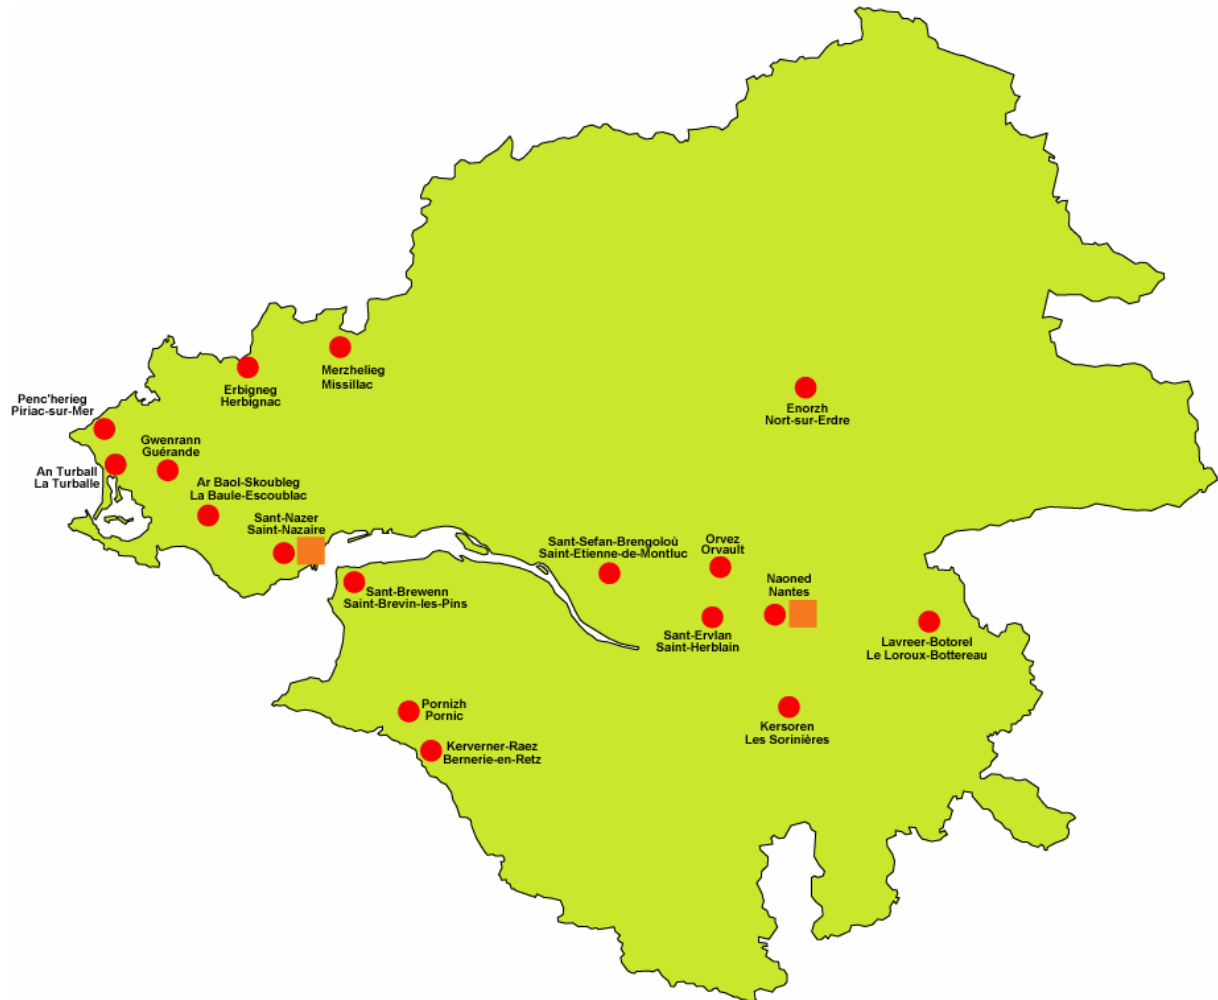 Merzhelieg
Missillac
Erbigneg
Herbignac
Penc'herieg
Piriac-sur-Mer
Enorzh
Nort-sur-Erdre
Gwenrann
Guérande
An Turball
La Turballe
Ar Baol-Skoubleg
La Baule-Escoublac
Sant-Nazer
Saint-Nazaire
Sant-Sefan-Brengoloù
Saint-Etienne-de-Montluc
Orvez
Orvault
Naoned
Nantes
Sant-Brewenn
Saint-Brevin-les-Pins
Sant-Ervlan
Saint-Herblain
Lavreer-Botorel
Le Loroux-Bottereau
Pornizh
Pornic
Kersoren
Les Sorinières
Kerverner-Raez
Bernerie-en-Retz